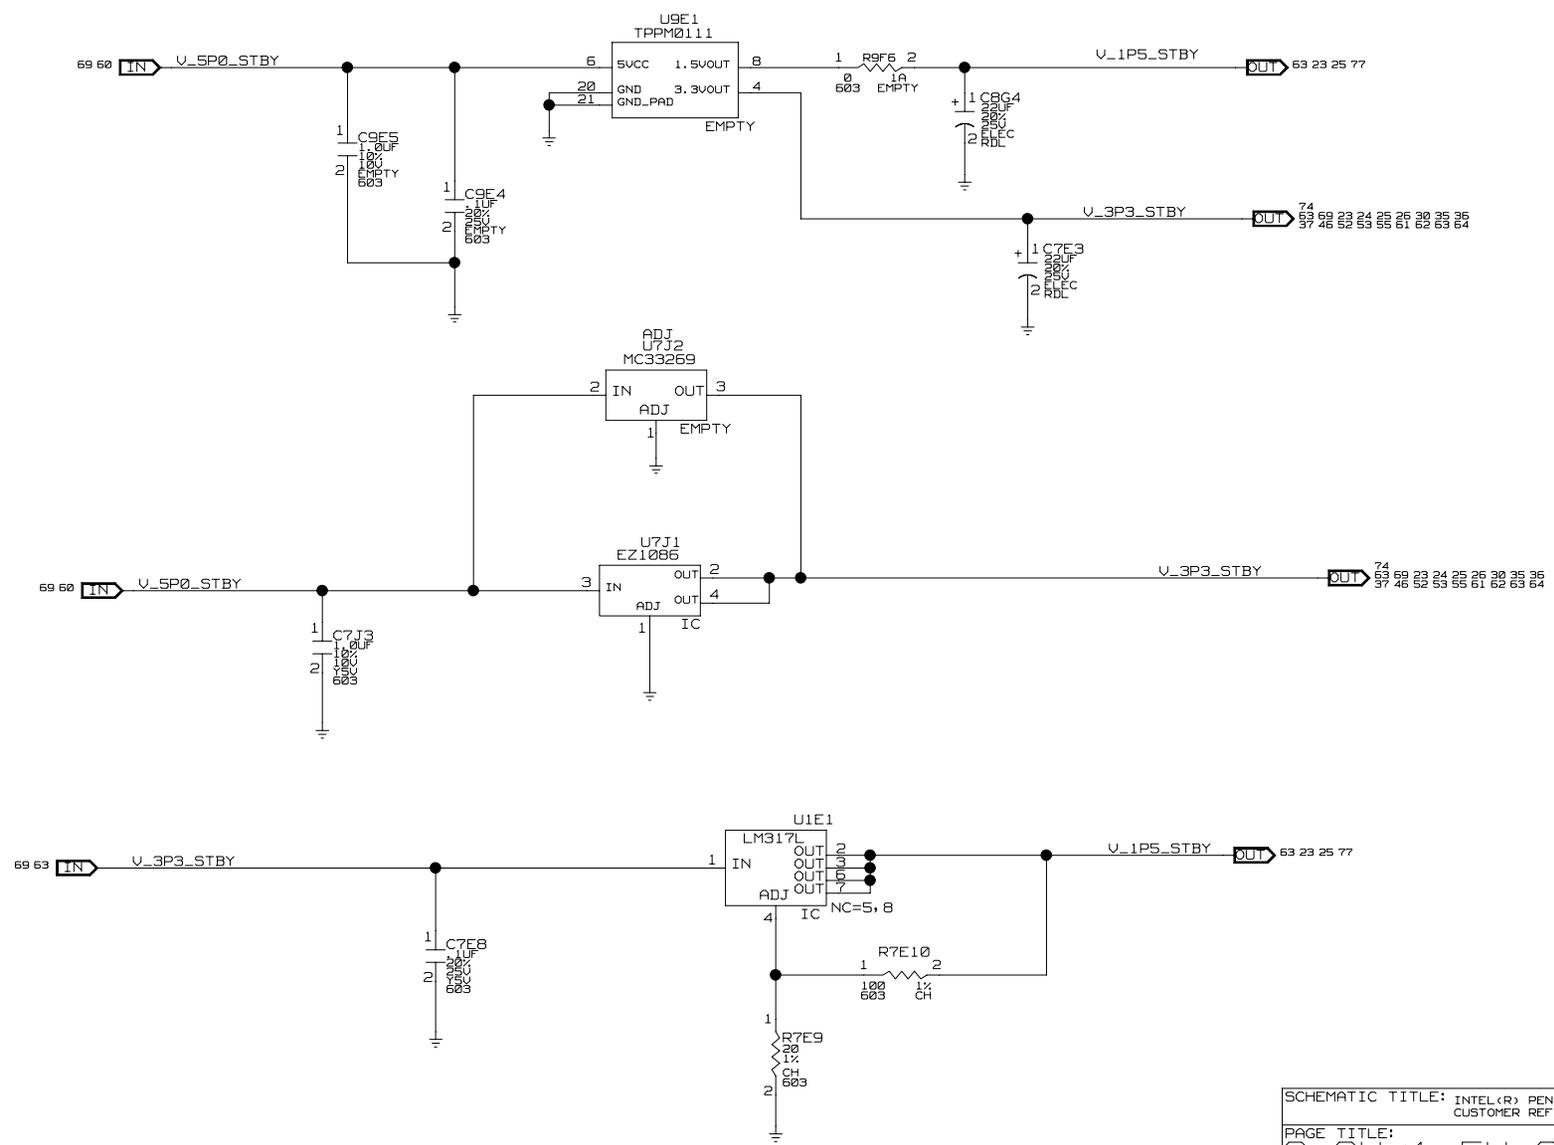 U9E1
TPPM0111
69 60 IN V_5P0_STBY
6 5VCC 1.5VOUT 8
20 GND 3.3VOUT 4
21 GND_PAD
EMPTY
1 R9F6 2
0 1A
603 EMPTY
V_1P5_STBY OUT 63 23 25 77
1 C9E5
1.0UF
10%
10V
2 EMPTY
603
1 C9E4
.1UF
20%
25V
2 EMPTY
603
+ 1 C8G4
22UF
20%
25V
2 ELEC
RDL
V_3P3_STBY OUT
74
63 69 23 24 25 26 30 35 36
37 46 52 53 55 61 62 63 64
+ 1 C7E3
22UF
20%
25V
2 ELEC
RDL
ADJ
U7J2
MC33269
2 IN OUT 3
ADJ
1 EMPTY
U7J1
EZ1086
69 60 IN V_5P0_STBY
3 IN OUT 2
ADJ OUT 4
1 IC
V_3P3_STBY OUT
74
63 69 23 24 25 26 30 35 36
37 46 52 53 55 61 62 63 64
1 C7J3
1.0UF
10%
10V
2 Y5V
603
U1E1
LM317L
69 63 IN V_3P3_STBY
1 IN OUT 2
OUT 3
OUT 6
ADJ OUT 7
4 IC NC=5,8
V_1P5_STBY OUT 63 23 25 77
1 C7E8
.1UF
20%
25V
2 Y5V
603
R7E10
1 2
100 1%
603 CH
1 R7E9
20
1%
CH
2 603
SCHEMATIC TITLE: INTEL(R) PEN
CUSTOMER REF
PAGE TITLE: